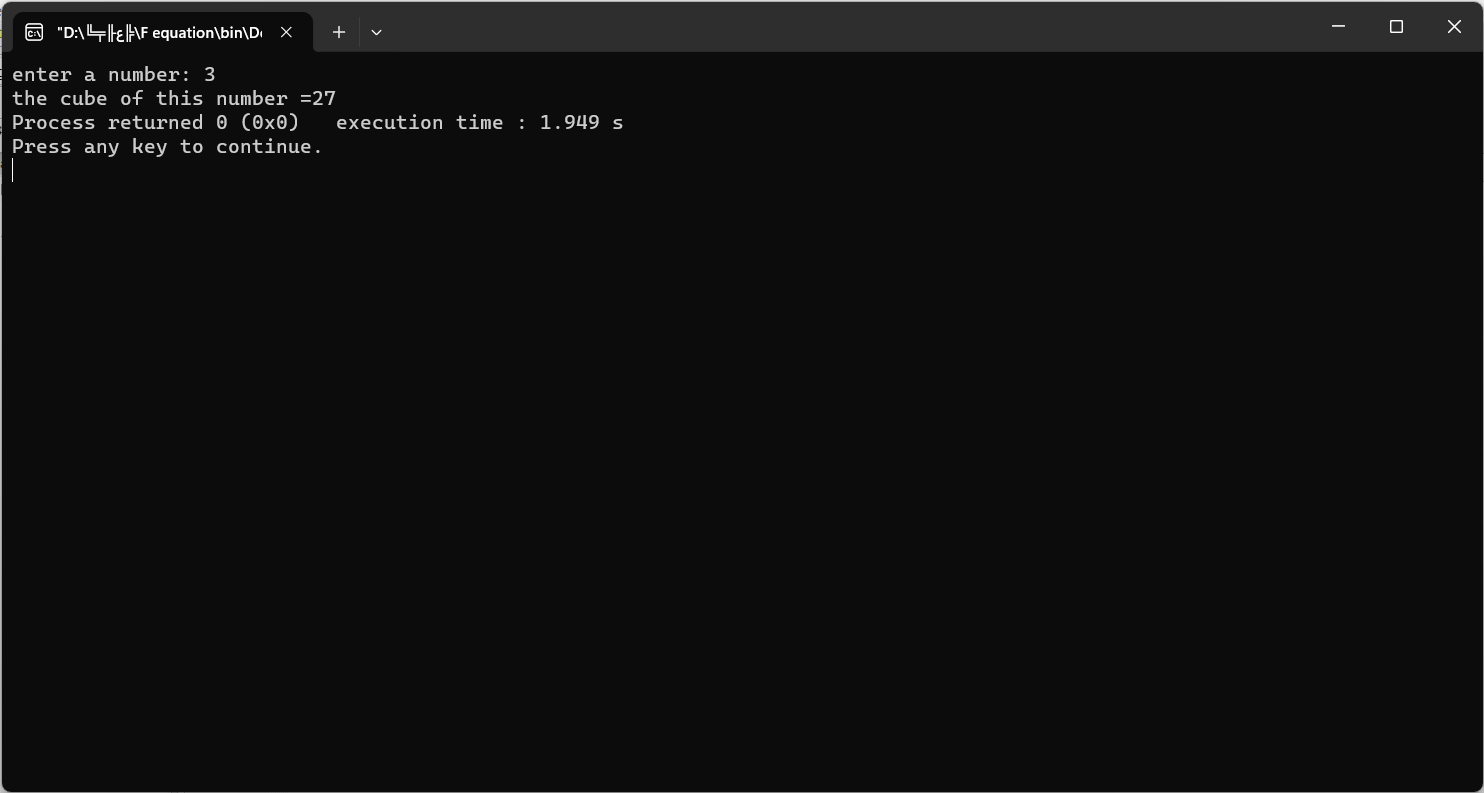 "D:\╚╤╟╠ع╟\F equation\bin\De
enter a number: 3
the cube of this number =27
Process returned 0 (0x0)   execution time : 1.949 s
Press any key to continue.